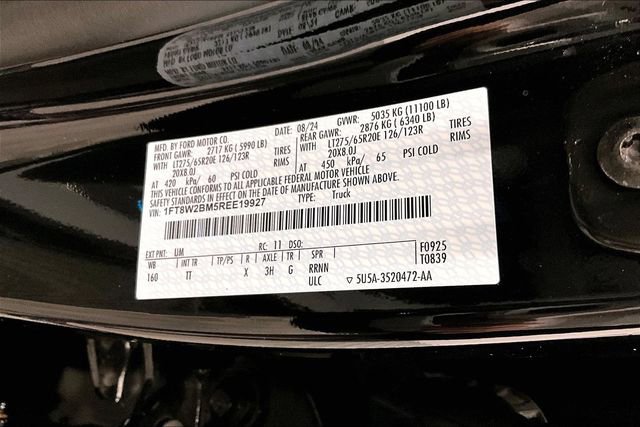 MFD. BY FORD MOTOR CO. DATE: 08/24 GVWR: 5035 KG (11100 LB)
FRONT GAWR: 2717 KG (5990 LB) REAR GAWR: 2876 KG (6340 LB)
WITH LT275/65R20E 126/123R TIRES WITH LT275/65R20E 126/123R TIRES
20X8.0J RIMS 20X8.0J RIMS
AT 420 kPa/ 60 PSI COLD AT 450 kPa/ 65 PSI COLD
THIS VEHICLE CONFORMS TO ALL APPLICABLE FEDERAL MOTOR VEHICLE
SAFETY STANDARDS IN EFFECT ON THE DATE OF MANUFACTURE SHOWN ABOVE.
VIN: 1FT8W2BM5REE19927 TYPE: Truck
EXT PNT: UM RC: 11 DSO: F0925
WB INT TR TP/PS R AXLE TR SPR T0839
160 TT X 3H G RRNN
ULC ▽ 5U5A-3520472-AA